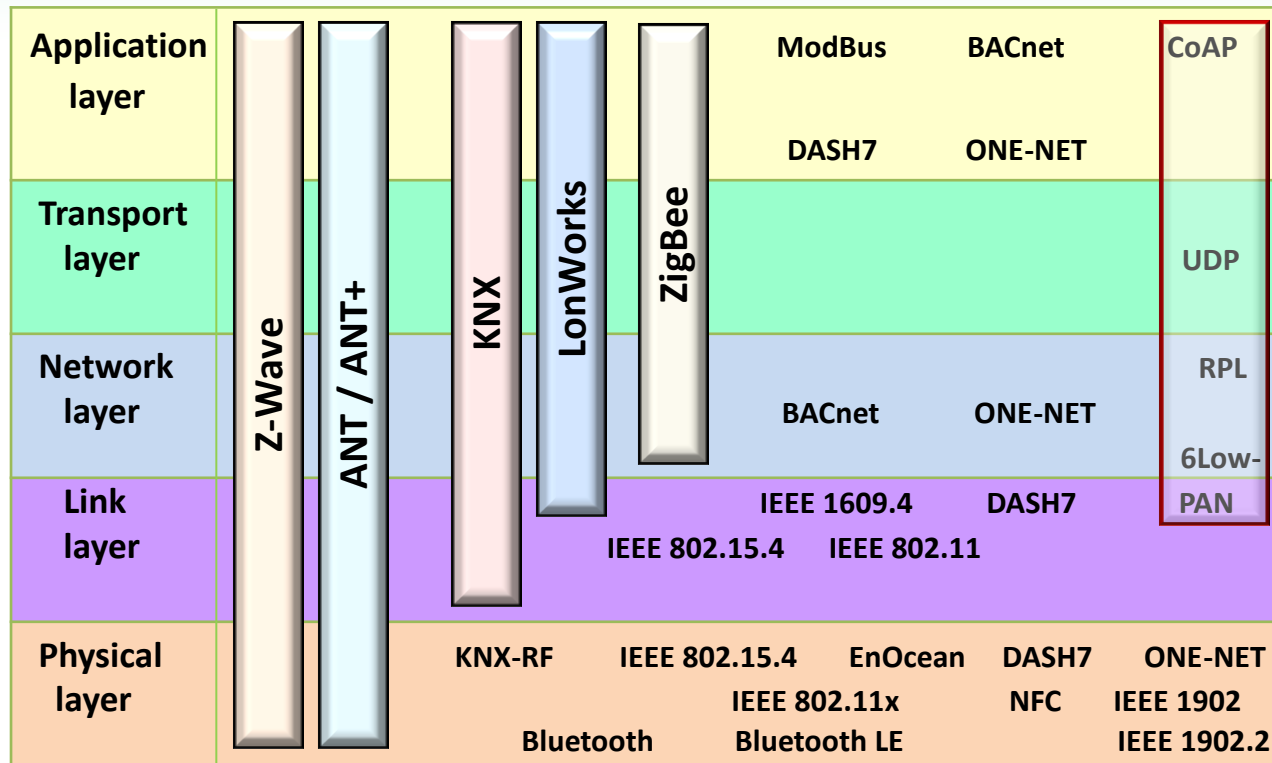 Application
layer
Z-Wave
ANT / ANT+
KNX
LonWorks
ZigBee
ModBus
BACnet
CoAP
DASH7
ONE-NET
Transport
layer
UDP
Network
layer
RPL
BACnet
ONE-NET
6Low-
PAN
Link
layer
IEEE 1609.4
DASH7
IEEE 802.15.4
IEEE 802.11
Physical
layer
KNX-RF
IEEE 802.15.4
EnOcean
DASH7
ONE-NET
IEEE 802.11x
NFC
IEEE 1902
Bluetooth
Bluetooth LE
IEEE 1902.2